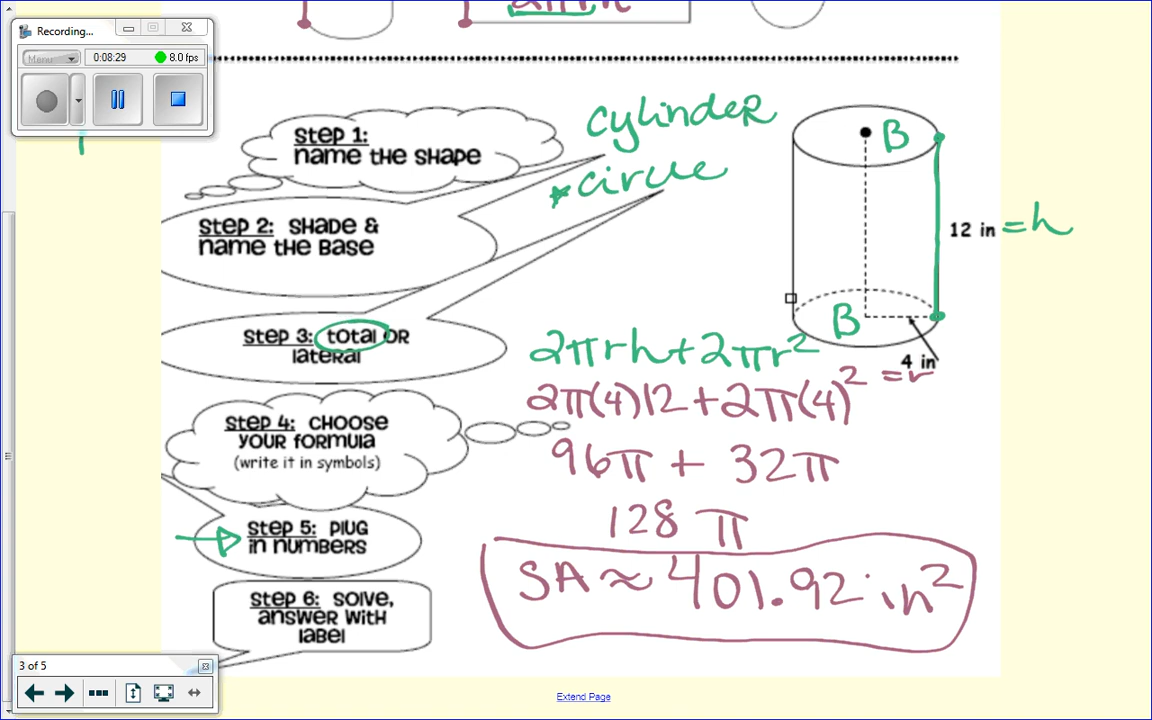 2πrh
Recording...
Menu
0:08:29
8.0 fps
Step 1:
name the shape
cylinder
*circle
Step 2: Shade &
name the Base
B
12 in = h
B
4 in
= r
Step 3: total OR
lateral
2πrh + 2πr²
Step 4: Choose
your formula
(write it in symbols)
2π(4)12 + 2π(4)²
96π + 32π
128 π
Step 5: Plug
in numbers
SA ≈ 401.92 in²
Step 6: Solve,
answer with
label
3 of 5
Extend Page